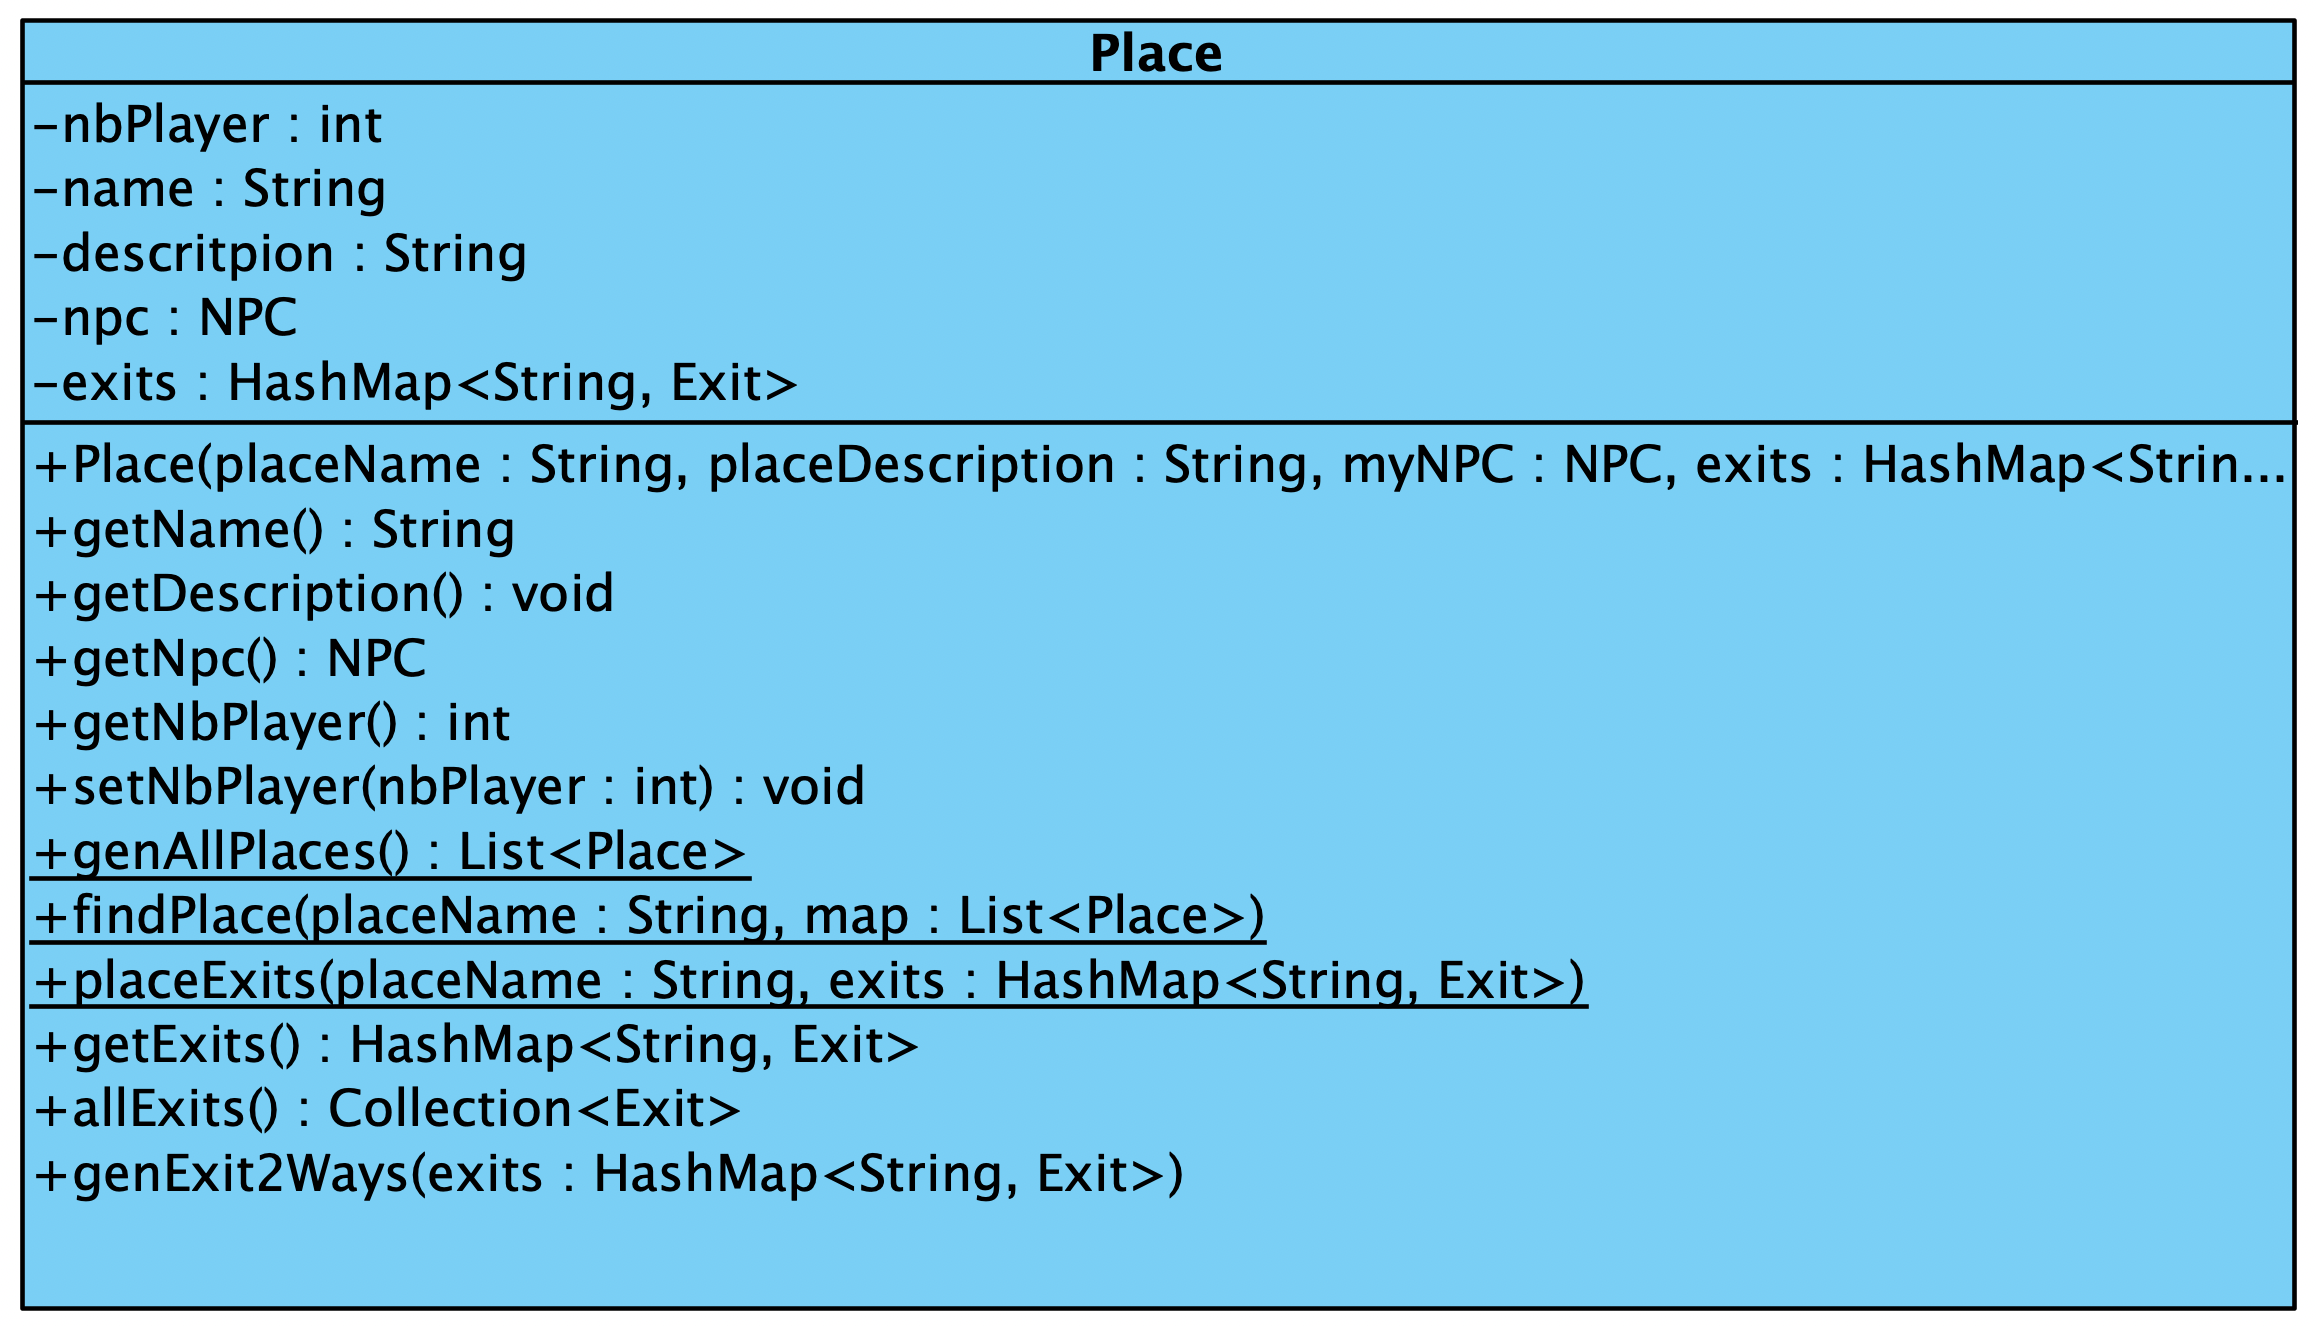 Place
-nbPlayer : int
-name : String
-descritpion : String
-npc : NPC
-exits : HashMap<String, Exit>
+Place(placeName : String, placeDescription : String, myNPC : NPC, exits : HashMap<Strin...
+getName() : String
+getDescription() : void
+getNpc() : NPC
+getNbPlayer() : int
+setNbPlayer(nbPlayer : int) : void
+genAllPlaces() : List<Place>
+findPlace(placeName : String, map : List<Place>)
+placeExits(placeName : String, exits : HashMap<String, Exit>)
+getExits() : HashMap<String, Exit>
+allExits() : Collection<Exit>
+genExit2Ways(exits : HashMap<String, Exit>)